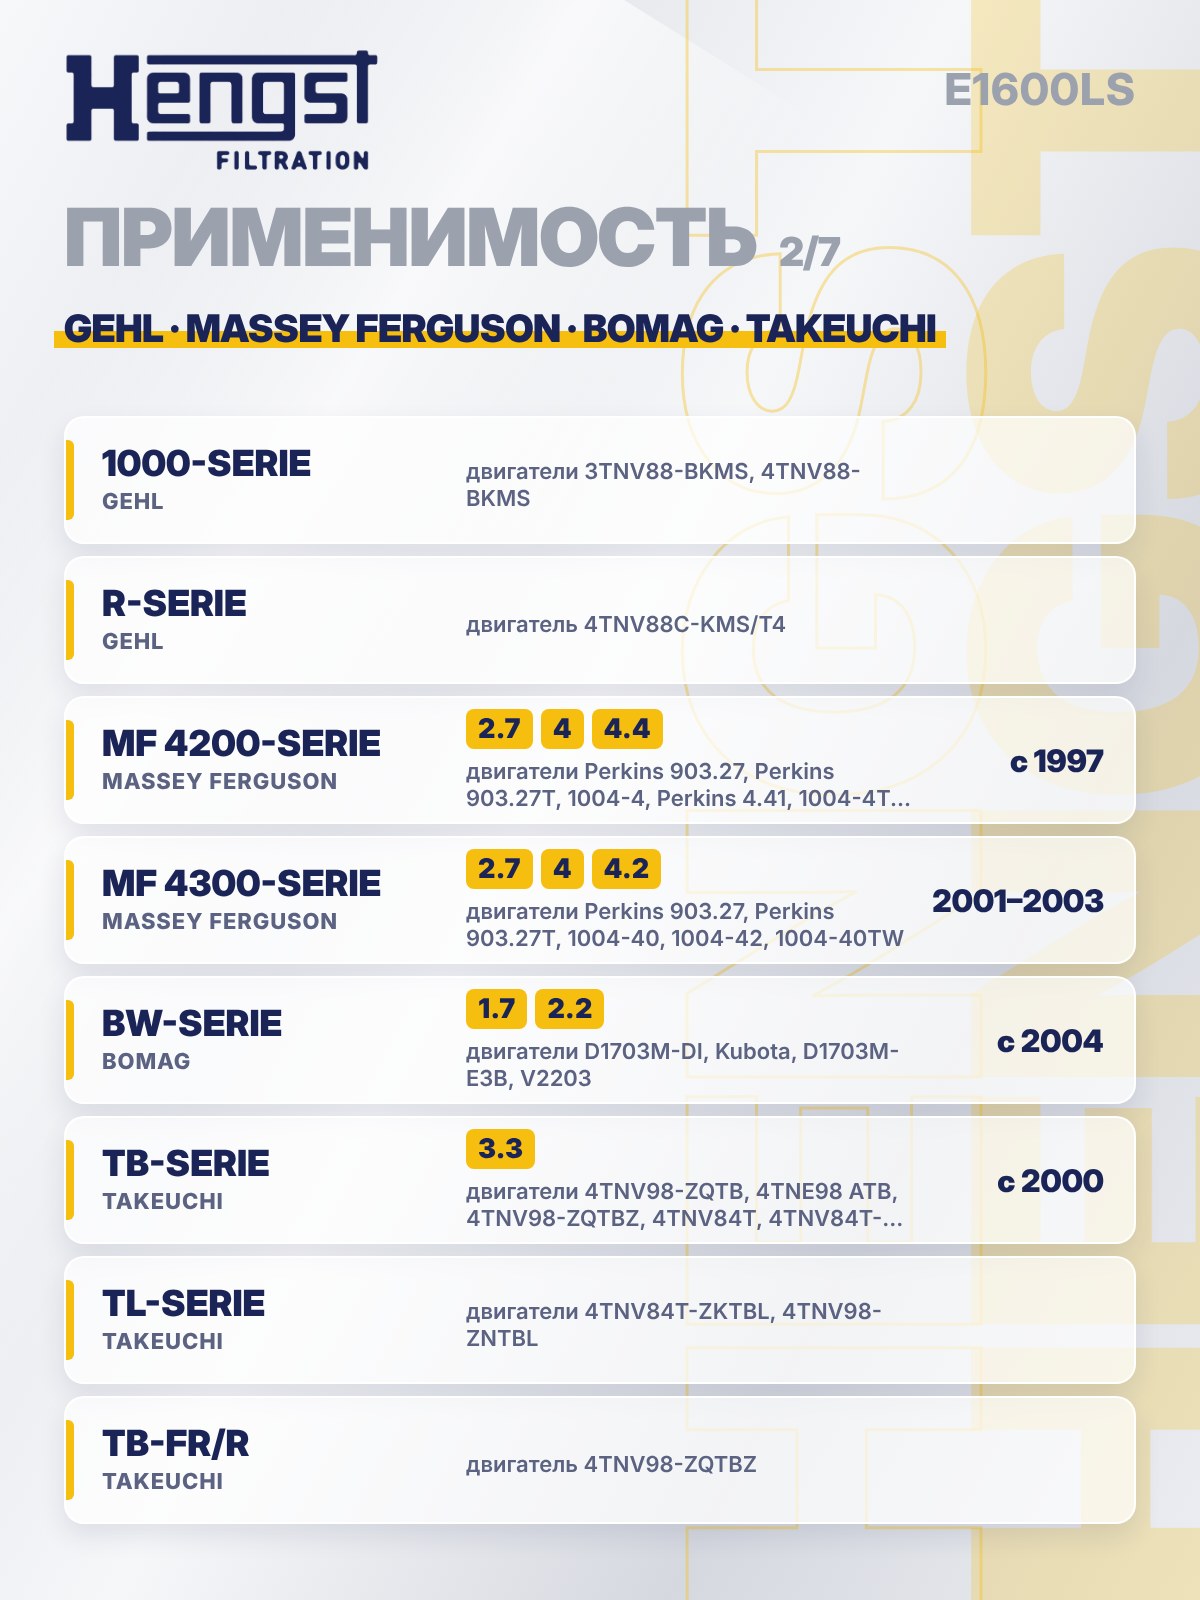 Hengst
FILTRATION
E1600LS
ПРИМЕНИМОСТЬ 2/7
GEHL · MASSEY FERGUSON · BOMAG · TAKEUCHI
1000-SERIE
GEHL
двигатели 3TNV88-BKMS, 4TNV88-
BKMS
R-SERIE
GEHL
двигатель 4TNV88C-KMS/T4
MF 4200-SERIE
MASSEY FERGUSON
2.7 4 4.4
двигатели Perkins 903.27, Perkins
903.27T, 1004-4, Perkins 4.41, 1004-4T...
с 1997
MF 4300-SERIE
MASSEY FERGUSON
2.7 4 4.2
двигатели Perkins 903.27, Perkins
903.27T, 1004-40, 1004-42, 1004-40TW
2001–2003
BW-SERIE
BOMAG
1.7 2.2
двигатели D1703M-DI, Kubota, D1703M-
E3B, V2203
с 2004
TB-SERIE
TAKEUCHI
3.3
двигатели 4TNV98-ZQTB, 4TNE98 ATB,
4TNV98-ZQTBZ, 4TNV84T, 4TNV84T-...
с 2000
TL-SERIE
TAKEUCHI
двигатели 4TNV84T-ZKTBL, 4TNV98-
ZNTBL
TB-FR/R
TAKEUCHI
двигатель 4TNV98-ZQTBZ
HENGST
HENGST